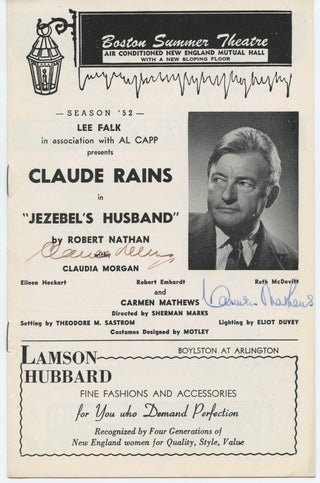 Boston Summer Theatre
AIR CONDITIONED NEW ENGLAND MUTUAL HALL
WITH A NEW SLOPING FLOOR
— SEASON '52 —
LEE FALK
in association with AL CAPP
presents
CLAUDE RAINS
in
"JEZEBEL'S HUSBAND"
by ROBERT NATHAN
with
CLAUDIA MORGAN
Eileen Heckart Robert Emhardt Ruth McDevitt
and
CARMEN MATHEWS
Carmen Mathews
Directed by SHERMAN MARKS
Setting by THEODORE M. SASTROM Lighting by ELIOT DUVEY
Costumes Designed by MOTLEY
LAMSON
HUBBARD
BOYLSTON AT ARLINGTON
FINE FASHIONS AND ACCESSORIES
for You who Demand Perfection
Recognized by Four Generations of
New England women for Quality, Style, Value